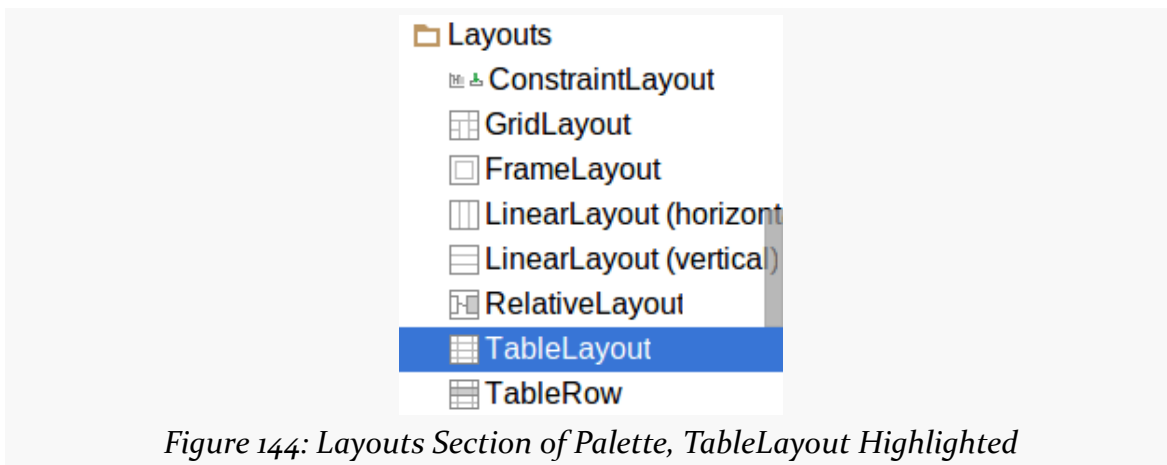 Layouts
ConstraintLayout
GridLayout
FrameLayout
LinearLayout (horizont
LinearLayout (vertical)
RelativeLayout
TableLayout
TableRow
Figure 144: Layouts Section of Palette, TableLayout Highlighted